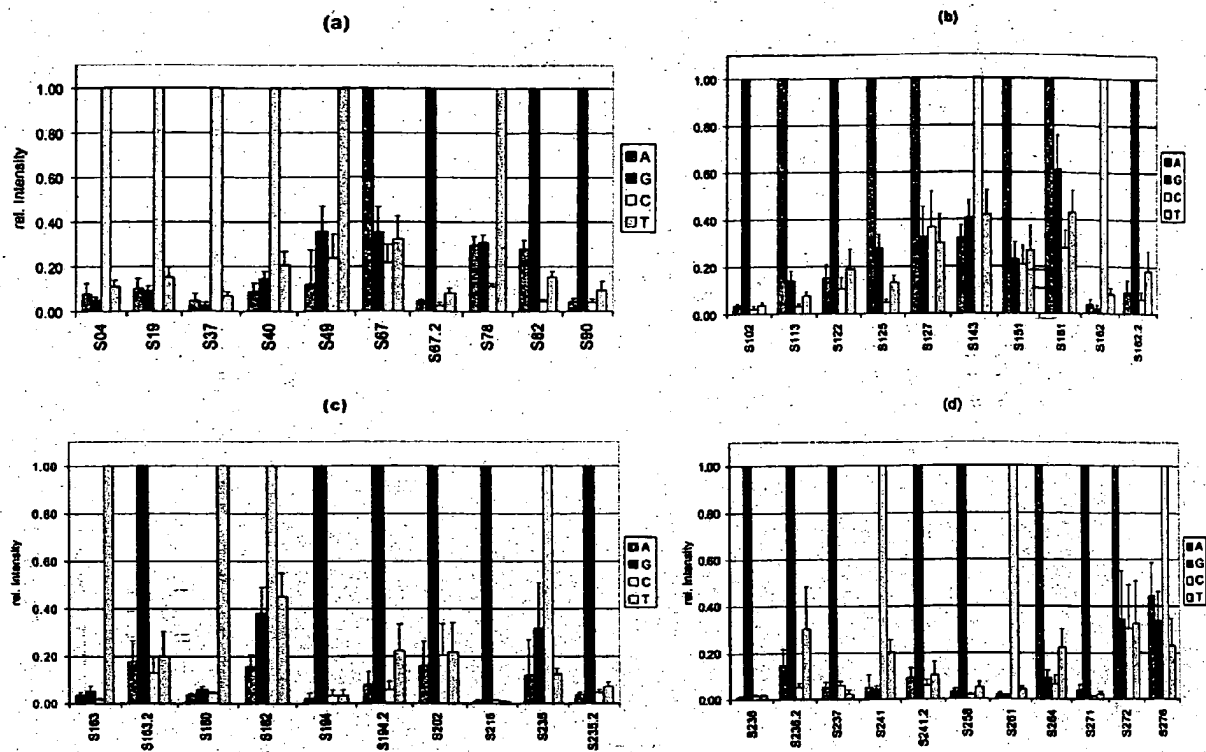 (a)
1.00
0.80
0.60
0.40
0.20
0.00
rel. Intensity
S04 S19 S37 S40 S49 S67 S67.2 S78 S82 S90
A
G
C
T
(b)
1.00
0.80
0.60
0.40
0.20
0.00
S102 S113 S122 S125 S127 S143 S151 S161 S162 S162.2
A
G
C
T
(c)
1.00
0.80
0.60
0.40
0.20
0.00
rel. Intensity
S163 S163.2 S180 S182 S194 S194.2 S202 S216 S235 S235.2
A
G
C
T
(d)
1.00
0.80
0.60
0.40
0.20
0.00
rel. Intensity
S236 S236.2 S237 S241 S241.2 S258 S261 S264 S271 S272 S276
A
G
C
T